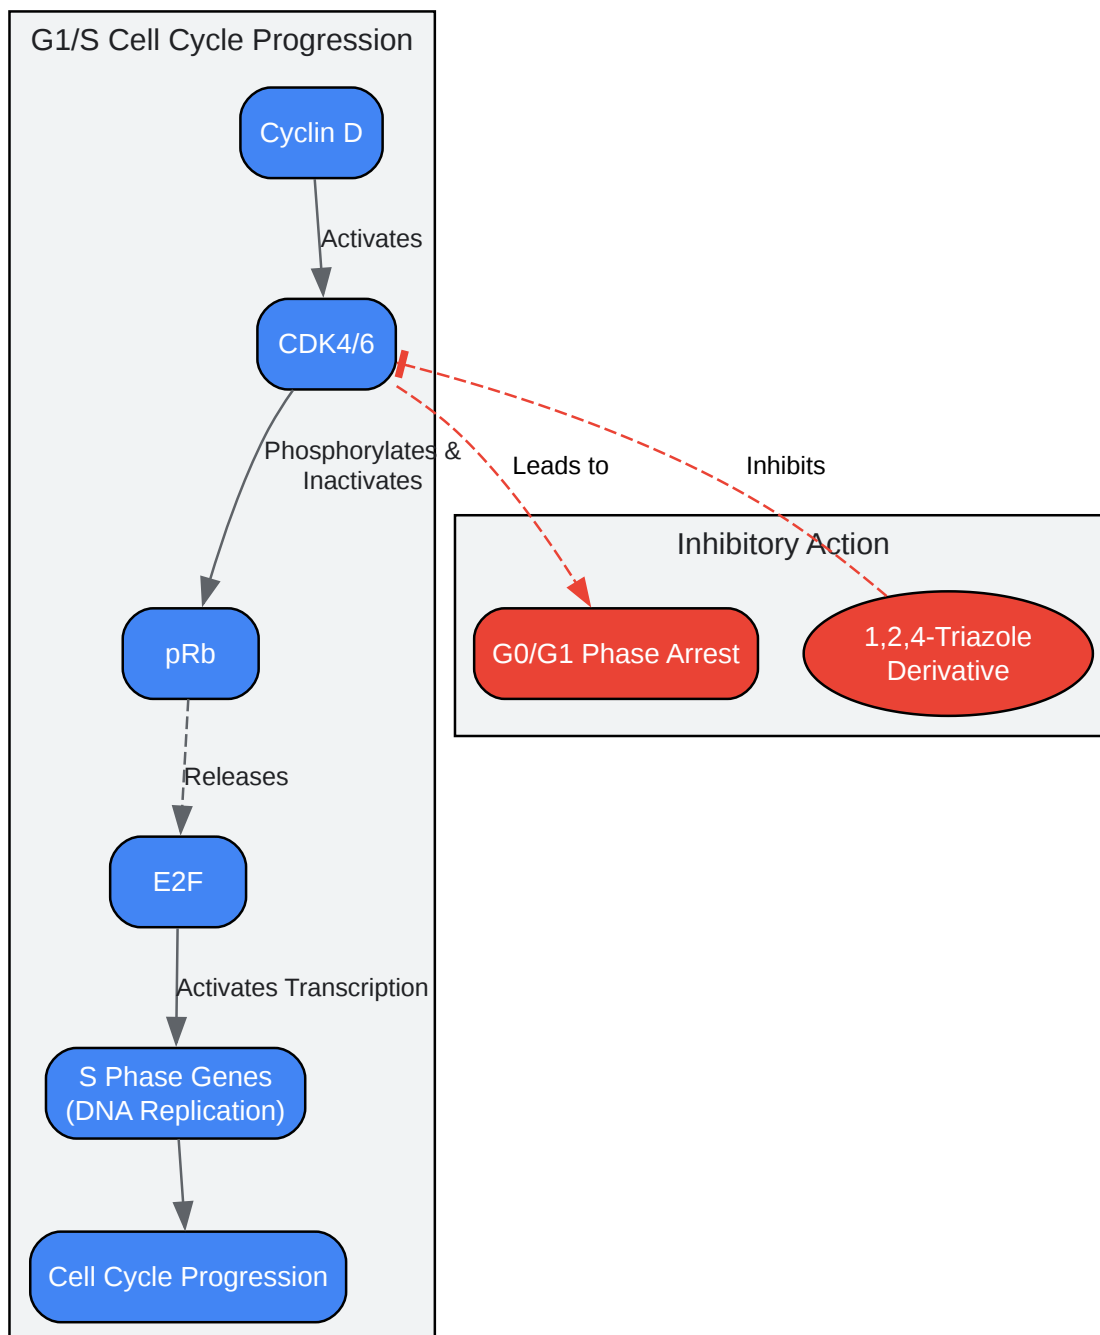 G1/S Cell Cycle Progression
Cyclin D
Activates
CDK4/6
Phosphorylates &
Inactivates
Leads to
Inhibits
Inhibitory Action
pRb
G0/G1 Phase Arrest
1,2,4-Triazole
Derivative
Releases
E2F
Activates Transcription
S Phase Genes
(DNA Replication)
Cell Cycle Progression